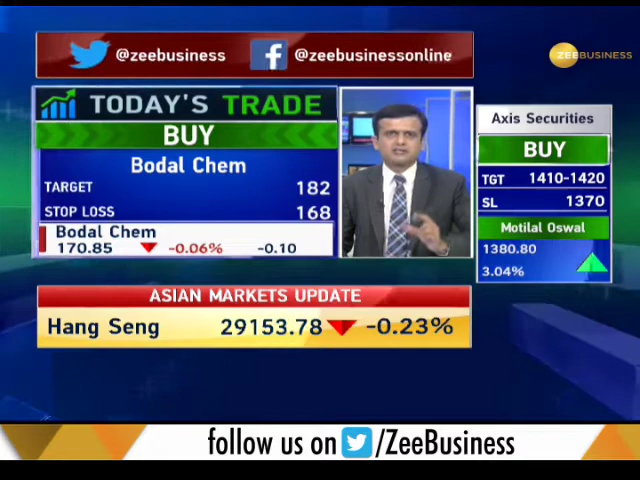 @zeebusiness @zeebusinessonline
ZEEBUSINESS
TODAY'S TRADE
BUY
Bodal Chem
TARGET 182
STOP LOSS 168
Bodal Chem
170.85 -0.06% -0.10
Axis Securities
BUY
TGT 1410-1420
SL 1370
Motilal Oswal
1380.80
3.04%
ASIAN MARKETS UPDATE
Hang Seng 29153.78 -0.23%
follow us on /ZeeBusiness